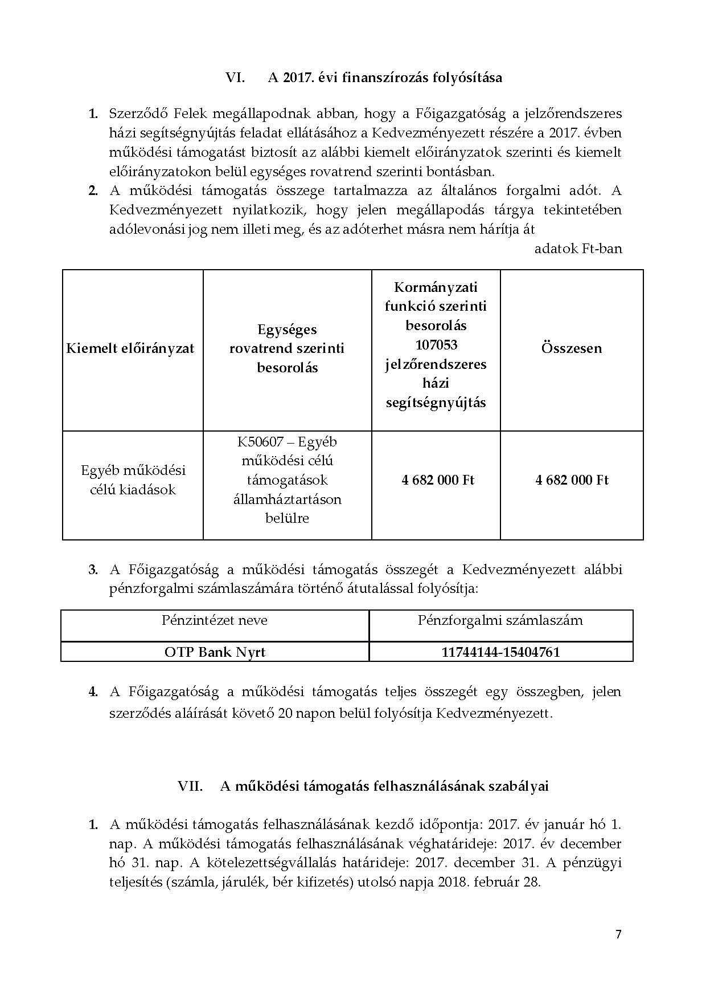 VI. A 2017. évi finanszírozás folyósítása
1. Szerződő Felek megállapodnak abban, hogy a Főigazgatóság a jelzőrendszeres
házi segítségnyújtás feladat ellátásához a Kedvezményezett részére a 2017. évben
működési támogatást biztosít az alábbi kiemelt előirányzatok szerinti és kiemelt
előirányzatokon belül egységes rovatrend szerinti bontásban.
2. A működési támogatás összege tartalmazza az általános forgalmi adót. A
Kedvezményezett nyilatkozik, hogy jelen megállapodás tárgya tekintetében
adólevonási jog nem illeti meg, és az adóterhet másra nem hárítja át
adatok Ft-ban
Kiemelt előirányzat
Egységes
rovatrend szerinti
besorolás
Kormányzati
funkció szerinti
besorolás
107053
jelzőrendszeres
házi
segítségnyújtás
Összesen
Egyéb működési
célú kiadások
K50607 – Egyéb
működési célú
támogatások
államháztartáson
belülre
4 682 000 Ft
4 682 000 Ft
3. A Főigazgatóság a működési támogatás összegét a Kedvezményezett alábbi
pénzforgalmi számlaszámára történő átutalással folyósítja:
Pénzintézet neve
Pénzforgalmi számlaszám
OTP Bank Nyrt
11744144-15404761
4. A Főigazgatóság a működési támogatás teljes összegét egy összegben, jelen
szerződés aláírását követő 20 napon belül folyósítja Kedvezményezett.
VII. A működési támogatás felhasználásának szabályai
1. A működési támogatás felhasználásának kezdő időpontja: 2017. év január hó 1.
nap. A működési támogatás felhasználásának véghatárideje: 2017. év december
hó 31. nap. A kötelezettségvállalás határideje: 2017. december 31. A pénzügyi
teljesítés (számla, járulék, bér kifizetés) utolsó napja 2018. február 28.
7